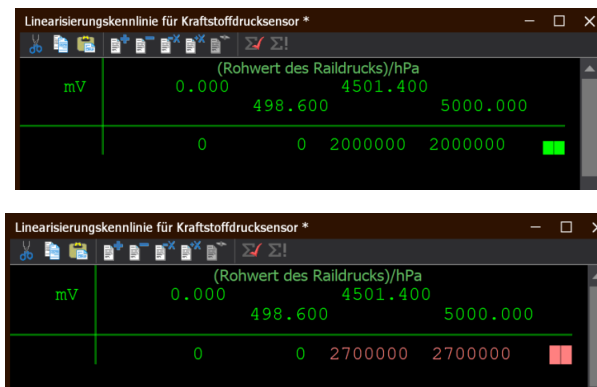 Linearisierungskennlinie für Kraftstoffdrucksensor *
(Rohwert des Raildrucks)/hPa
mV 0.000 4501.400
498.600 5000.000
0 0 2000000 2000000
Linearisierungskennlinie für Kraftstoffdrucksensor *
(Rohwert des Raildrucks)/hPa
mV 0.000 4501.400
498.600 5000.000
0 0 2700000 2700000